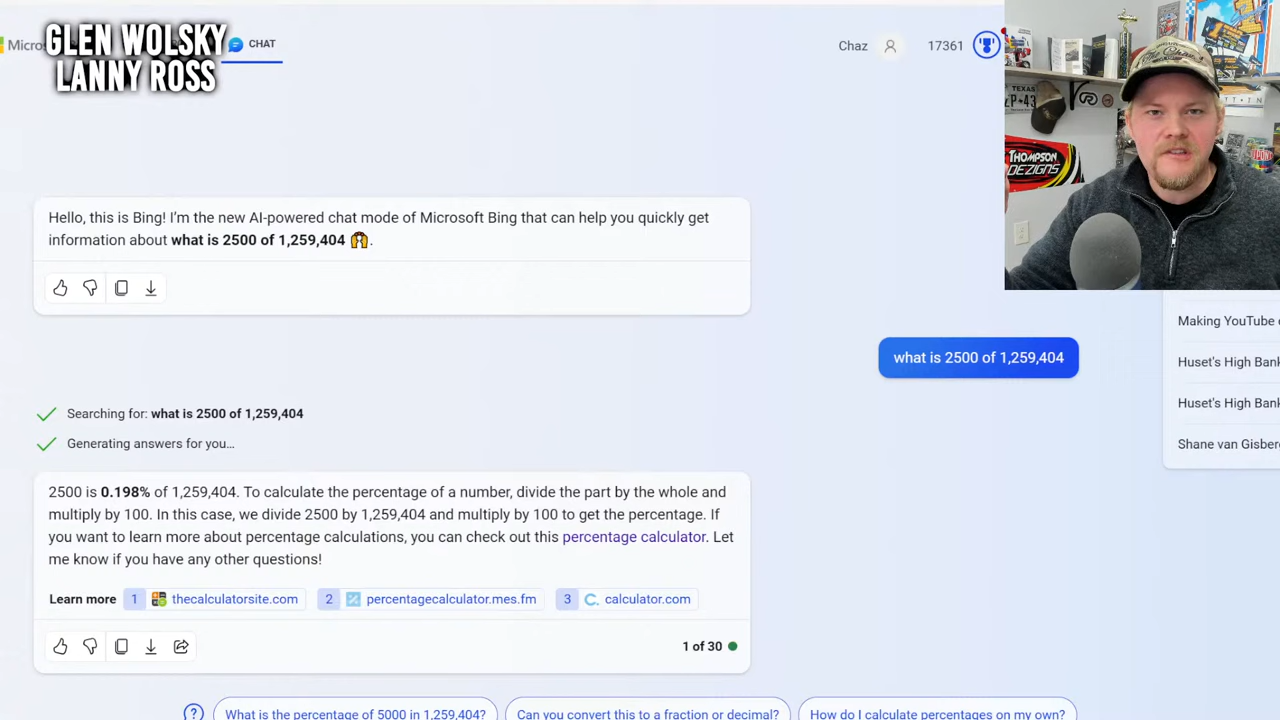 GLEN WOLSKY
LANNY ROSS
Micro
CHAT
Chaz
17361
Hello, this is Bing! I'm the new AI-powered chat mode of Microsoft Bing that can help you quickly get
information about what is 2500 of 1,259,404 🙌.
what is 2500 of 1,259,404
Searching for: what is 2500 of 1,259,404
Generating answers for you...
2500 is 0.198% of 1,259,404. To calculate the percentage of a number, divide the part by the whole and
multiply by 100. In this case, we divide 2500 by 1,259,404 and multiply by 100 to get the percentage. If
you want to learn more about percentage calculations, you can check out this percentage calculator. Let
me know if you have any other questions!
Learn more 1 thecalculatorsite.com 2 percentagecalculator.mes.fm 3 calculator.com
1 of 30
What is the percentage of 5000 in 1,259,404?
Can you convert this to a fraction or decimal?
How do I calculate percentages on my own?
TEXAS
THOMPSON
DEZIGNS
Making YouTube
Huset's High Bank
Huset's High Bank
Shane van Gisberg